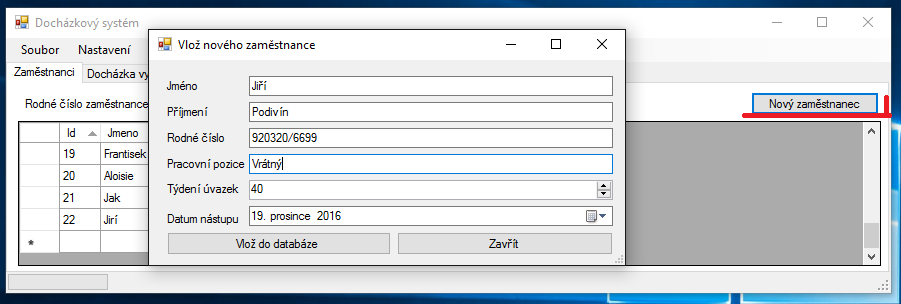 Docházkový systém
Soubor Nastavení
Zaměstnanci Docházka vy
Rodné číslo zaměstnance
Nový zaměstnanec
Id Jmeno
19 Frantisek
20 Aloisie
21 Jak
22 Jirí
*
Vlož nového zaměstnance
Jméno Jiří
Příjmení Podivín
Rodné číslo 920320/6699
Pracovní pozice Vrátný
Týdení úvazek 40
Datum nástupu 19. prosince 2016
Vlož do databáze Zavřít